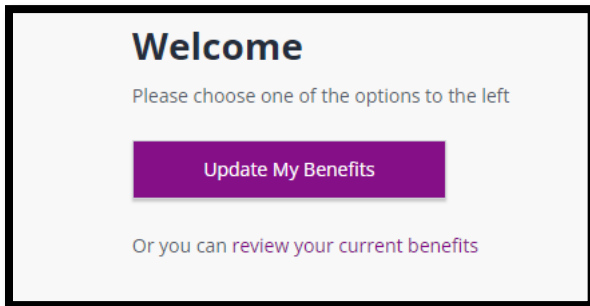 Welcome
Please choose one of the options to the left
Update My Benefits
Or you can review your current benefits